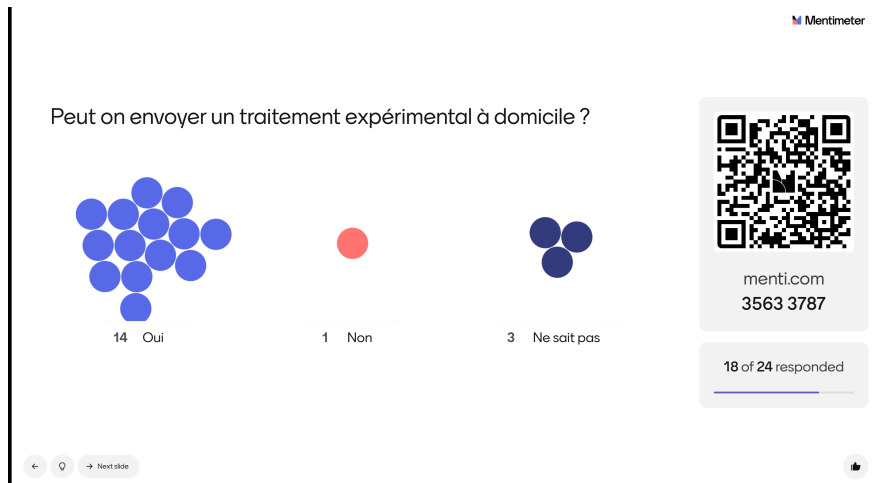 Mentimeter
Peut on envoyer un traitement expérimental à domicile ?
14 Oui
1 Non
3 Ne sait pas
menti.com
3563 3787
18 of 24 responded
Next slide